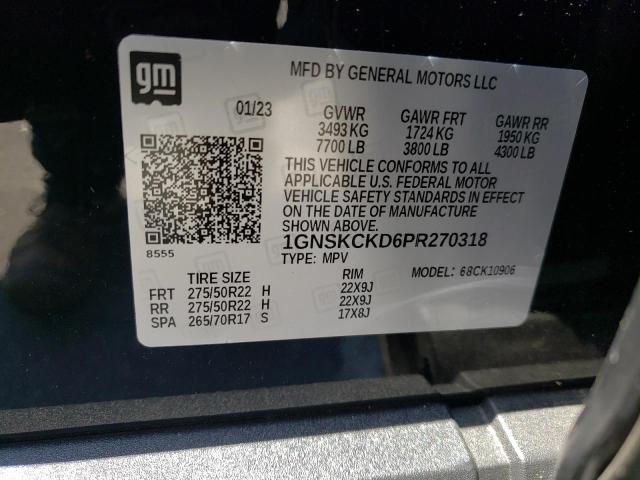 gm
MFD BY GENERAL MOTORS LLC
01/23 GVWR GAWR FRT GAWR RR
3493 KG 1724 KG 1950 KG
7700 LB 3800 LB 4300 LB
THIS VEHICLE CONFORMS TO ALL
APPLICABLE U.S. FEDERAL MOTOR
VEHICLE SAFETY STANDARDS IN EFFECT
ON THE DATE OF MANUFACTURE
SHOWN ABOVE.
1GNSKCKD6PR270318
8555
TYPE: MPV MODEL: 68CK10906
TIRE SIZE RIM
FRT 275/50R22 H 22X9J
RR 275/50R22 H 22X9J
SPA 265/70R17 S 17X8J